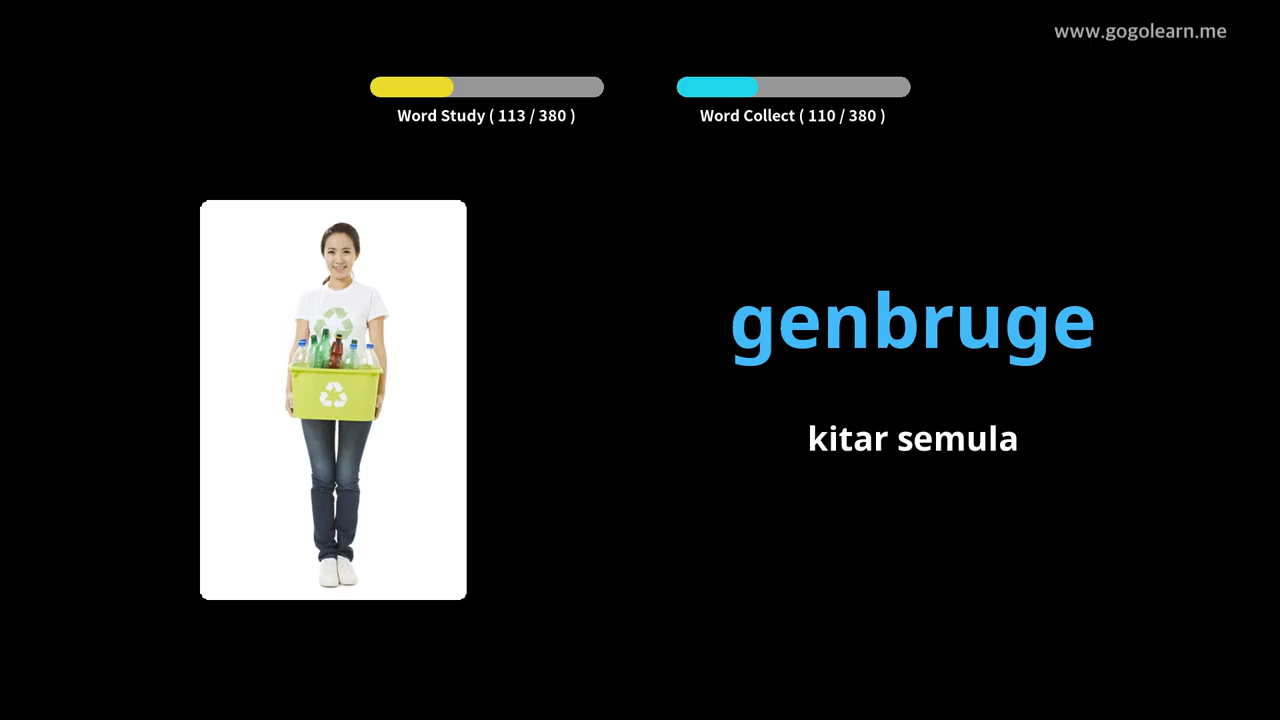 www.gogolearn.me
Word Study ( 113 / 380 )
Word Collect ( 110 / 380 )
genbruge
kitar semula